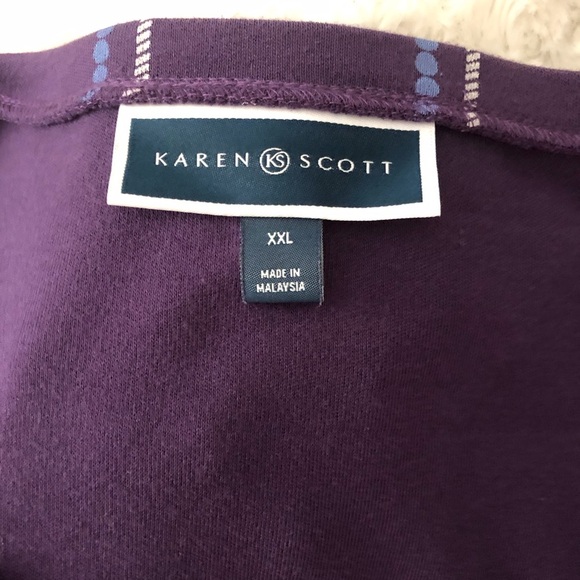 KAREN KS SCOTT
XXL
MADE IN
MALAYSIA